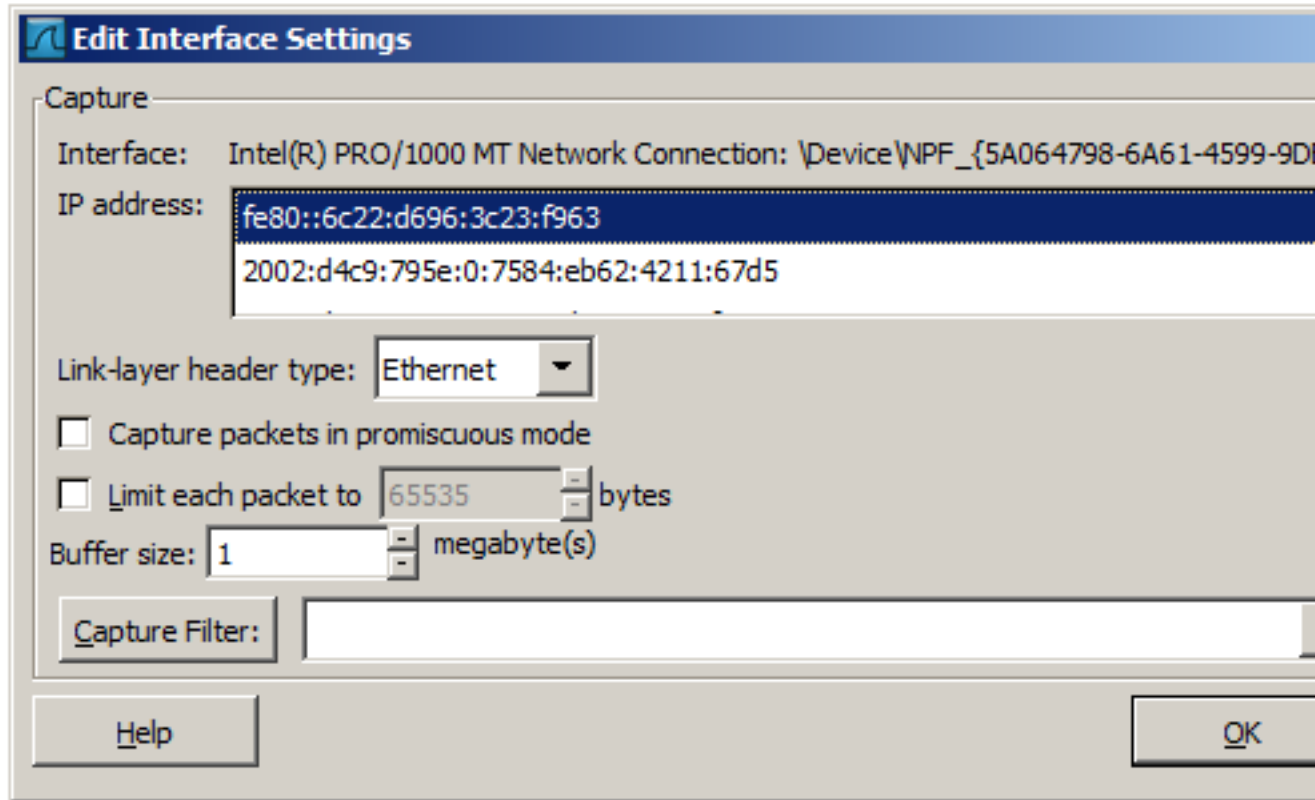 Edit Interface Settings
Capture
Interface: Intel(R) PRO/1000 MT Network Connection: \Device\NPF_{5A064798-6A61-4599-9D
IP address:
fe80::6c22:d696:3c23:f963
2002:d4c9:795e:0:7584:eb62:4211:67d5
Link-layer header type: Ethernet
Capture packets in promiscuous mode
Limit each packet to 65535 bytes
Buffer size: 1 megabyte(s)
Capture Filter:
Help OK